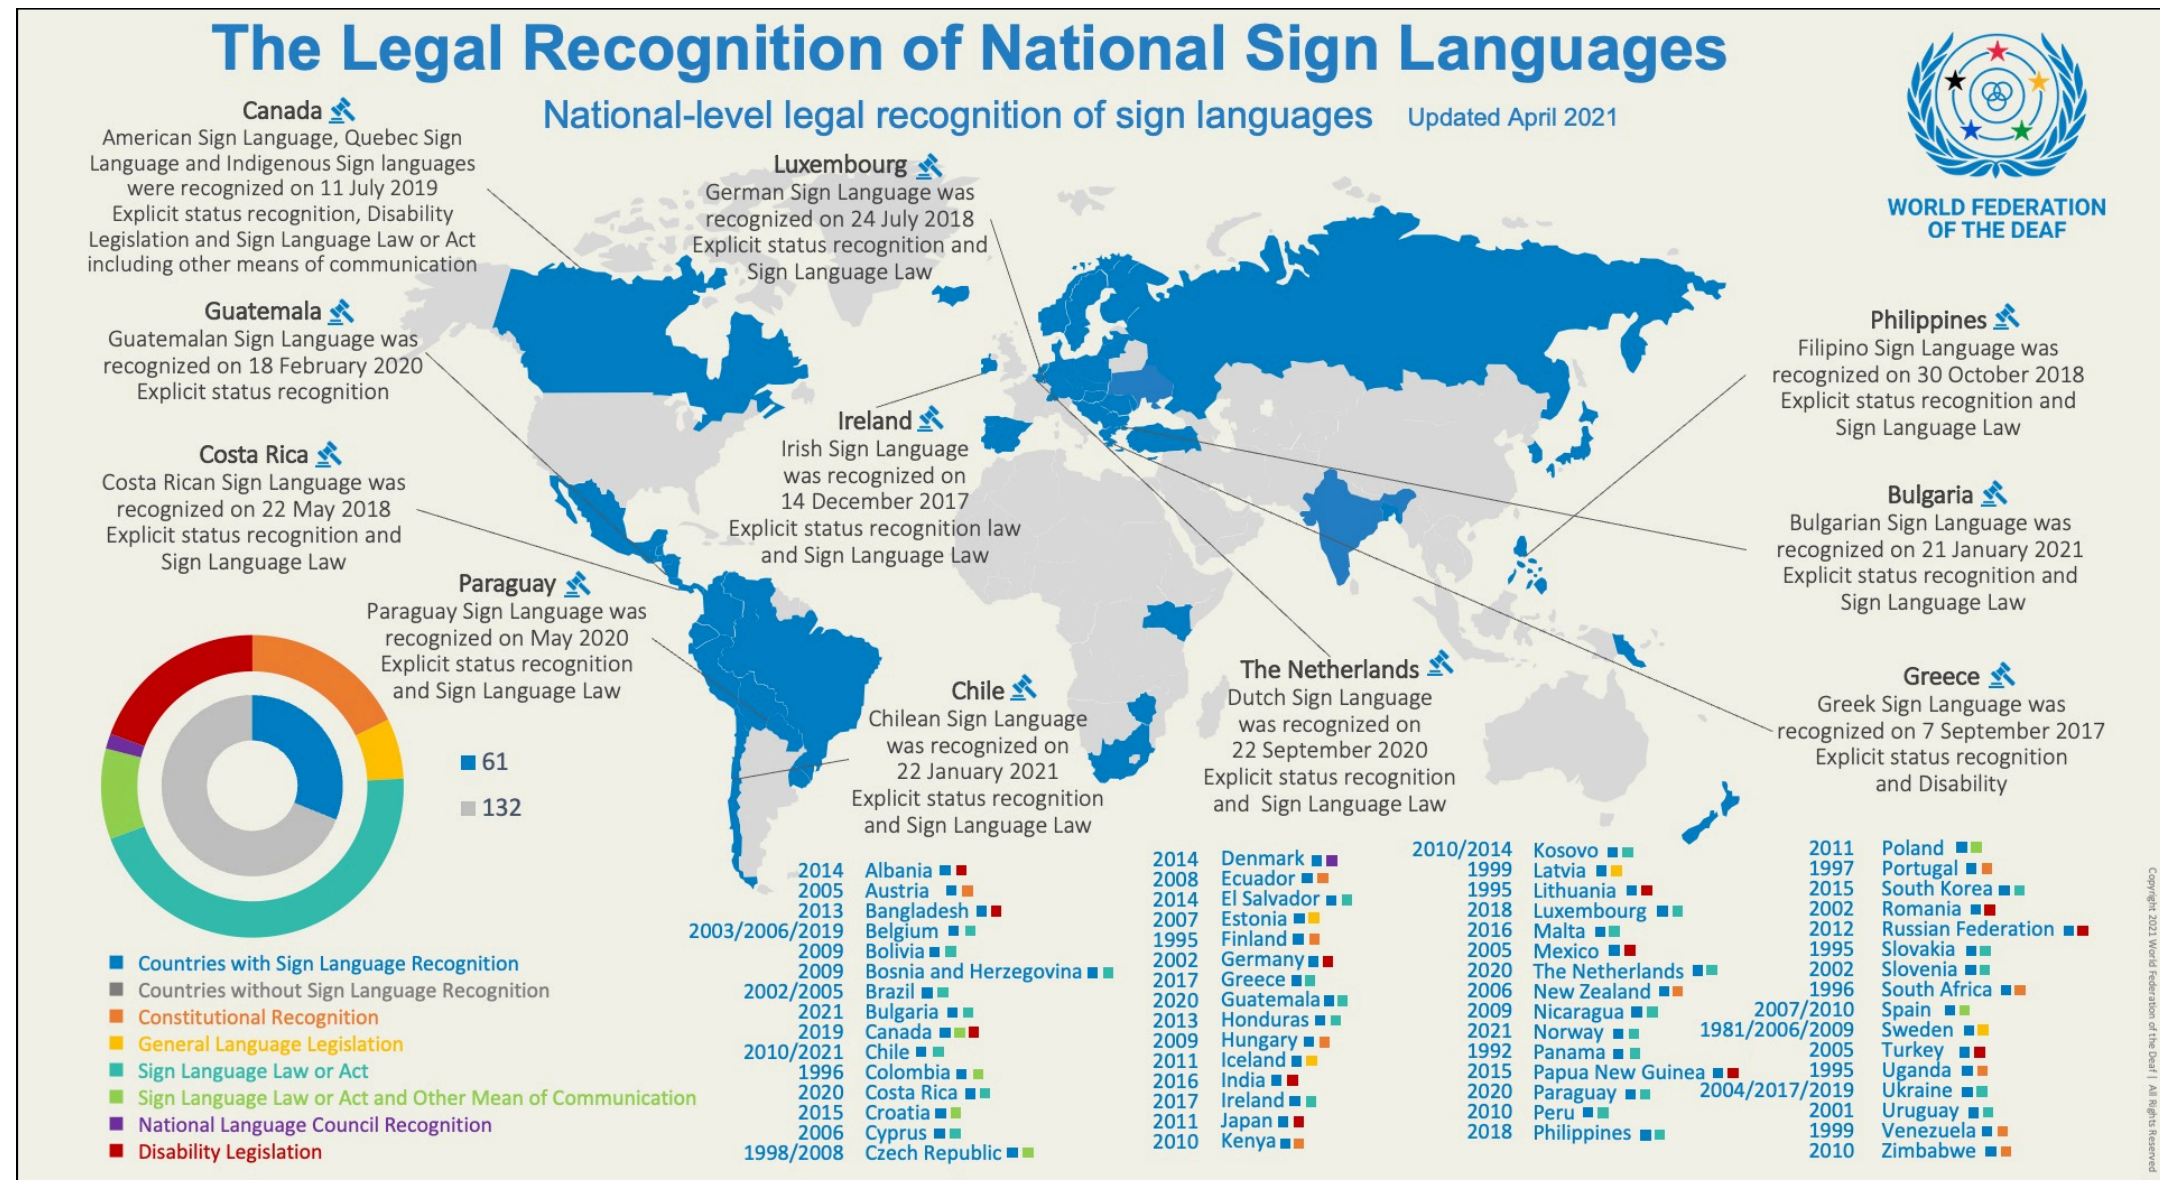 The Legal Recognition of National Sign Languages
National-level legal recognition of sign languages
Updated April 2021
WORLD FEDERATION
OF THE DEAF
Canada
American Sign Language, Quebec Sign
Language and Indigenous Sign languages
were recognized on 11 July 2019
Explicit status recognition, Disability
Legislation and Sign Language Law or Act
including other means of communication
Luxembourg
German Sign Language was
recognized on 24 July 2018
Explicit status recognition and
Sign Language Law
Guatemala
Guatemalan Sign Language was
recognized on 18 February 2020
Explicit status recognition
Philippines
Filipino Sign Language was
recognized on 30 October 2018
Explicit status recognition and
Sign Language Law
Ireland
Irish Sign Language
was recognized on
14 December 2017
Explicit status recognition law
and Sign Language Law
Costa Rica
Costa Rican Sign Language was
recognized on 22 May 2018
Explicit status recognition and
Sign Language Law
Bulgaria
Bulgarian Sign Language was
recognized on 21 January 2021
Explicit status recognition and
Sign Language Law
Paraguay
Paraguay Sign Language was
recognized on May 2020
Explicit status recognition
and Sign Language Law
The Netherlands
Dutch Sign Language
was recognized on
22 September 2020
Explicit status recognition
and Sign Language Law
Greece
Greek Sign Language was
recognized on 7 September 2017
Explicit status recognition
and Disability
Chile
Chilean Sign Language
was recognized on
22 January 2021
Explicit status recognition
and Sign Language Law
61
132
Countries with Sign Language Recognition
Countries without Sign Language Recognition
Constitutional Recognition
General Language Legislation
Sign Language Law or Act
Sign Language Law or Act and Other Mean of Communication
National Language Council Recognition
Disability Legislation
2014 Albania
2005 Austria
2013 Bangladesh
2003/2006/2019 Belgium
2009 Bolivia
2009 Bosnia and Herzegovina
2002/2005 Brazil
2021 Bulgaria
2019 Canada
2010/2021 Chile
1996 Colombia
2020 Costa Rica
2015 Croatia
2006 Cyprus
1998/2008 Czech Republic
2014 Denmark
2008 Ecuador
2014 El Salvador
2007 Estonia
1995 Finland
2002 Germany
2017 Greece
2020 Guatemala
2013 Honduras
2009 Hungary
2011 Iceland
2016 India
2017 Ireland
2011 Japan
2010 Kenya
2010/2014 Kosovo
1999 Latvia
1995 Lithuania
2018 Luxembourg
2016 Malta
2005 Mexico
2020 The Netherlands
2006 New Zealand
2009 Nicaragua
2021 Norway
1992 Panama
2015 Papua New Guinea
2020 Paraguay
2010 Peru
2018 Philippines
2011 Poland
1997 Portugal
2015 South Korea
2002 Romania
2012 Russian Federation
1995 Slovakia
2002 Slovenia
1996 South Africa
2007/2010 Spain
1981/2006/2009 Sweden
2005 Turkey
1995 Uganda
2004/2017/2019 Ukraine
2001 Uruguay
1999 Venezuela
2010 Zimbabwe
Copyright 2021 World Federation of the Deaf | All Rights Reserved